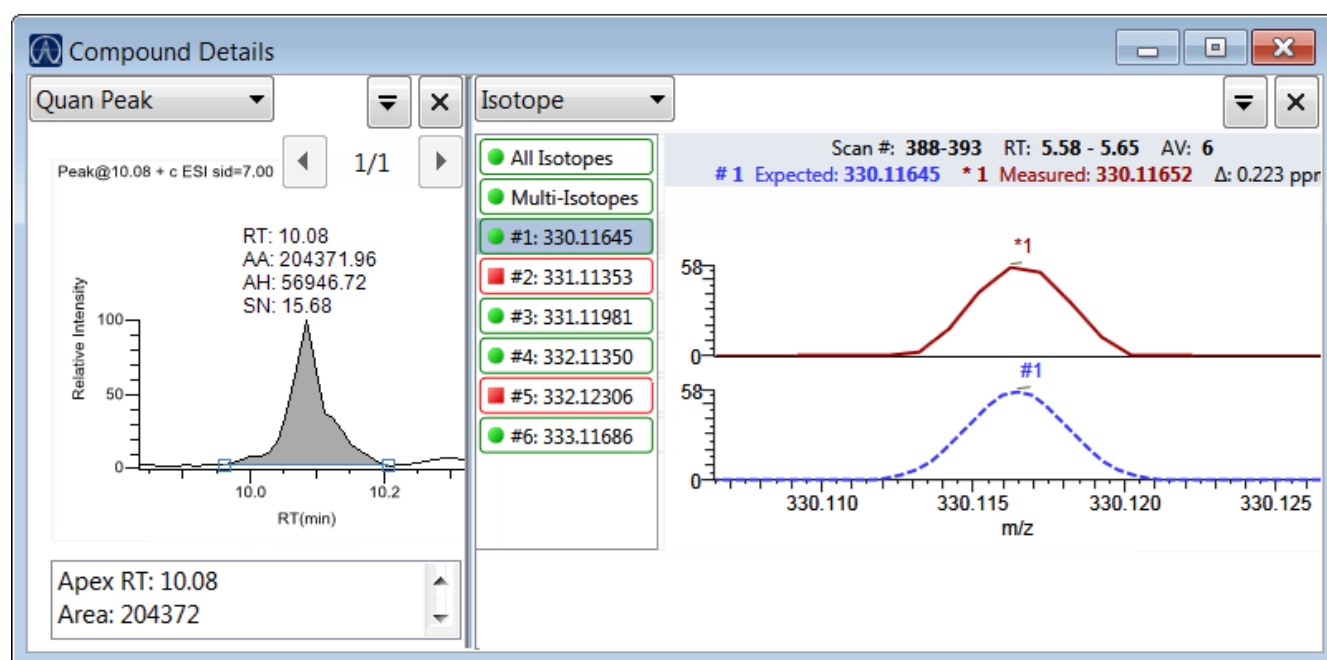 Compound Details
Quan Peak
Peak@10.08 + c ESI sid=7.00
1/1
RT: 10.08
AA: 204371.96
AH: 56946.72
SN: 15.68
Relative Intensity
100
50
0
10.0 10.2
RT(min)
Apex RT: 10.08
Area: 204372
Isotope
All Isotopes
Multi-Isotopes
#1: 330.11645
#2: 331.11353
#3: 331.11981
#4: 332.11350
#5: 332.12306
#6: 333.11686
Scan #: 388-393 RT: 5.58 - 5.65 AV: 6
# 1 Expected: 330.11645 * 1 Measured: 330.11652 Δ: 0.223 ppr
*1
58
0
#1
58
0
330.110 330.115 330.120 330.125
m/z